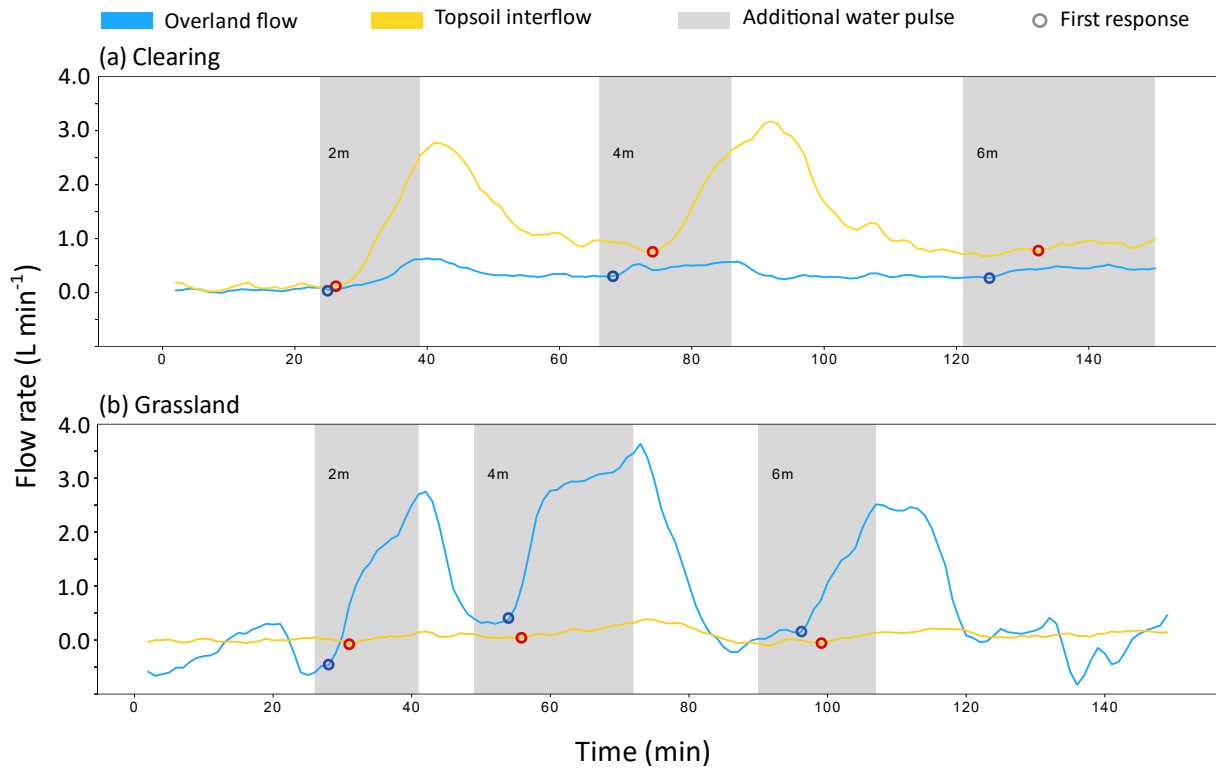 Overland flow Topsoil interflow Additional water pulse First response
(a) Clearing
4.0
3.0
2.0
1.0
0.0
2m 4m 6m
0 20 40 60 80 100 120 140
(b) Grassland
4.0
3.0
2.0
1.0
0.0
2m 4m 6m
0 20 40 60 80 100 120 140
Flow rate (L min⁻¹)
Time (min)